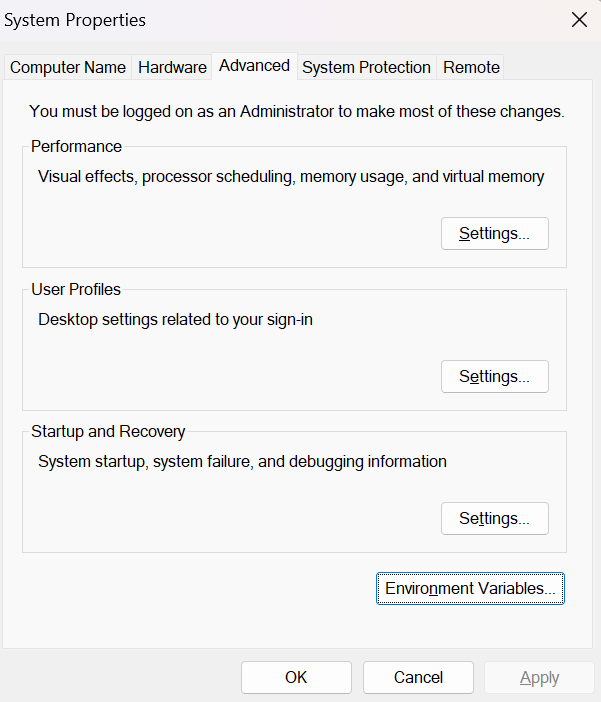 System Properties
Computer Name Hardware Advanced System Protection Remote
You must be logged on as an Administrator to make most of these changes.
Performance
Visual effects, processor scheduling, memory usage, and virtual memory
Settings...
User Profiles
Desktop settings related to your sign-in
Settings...
Startup and Recovery
System startup, system failure, and debugging information
Settings...
Environment Variables...
OK Cancel Apply